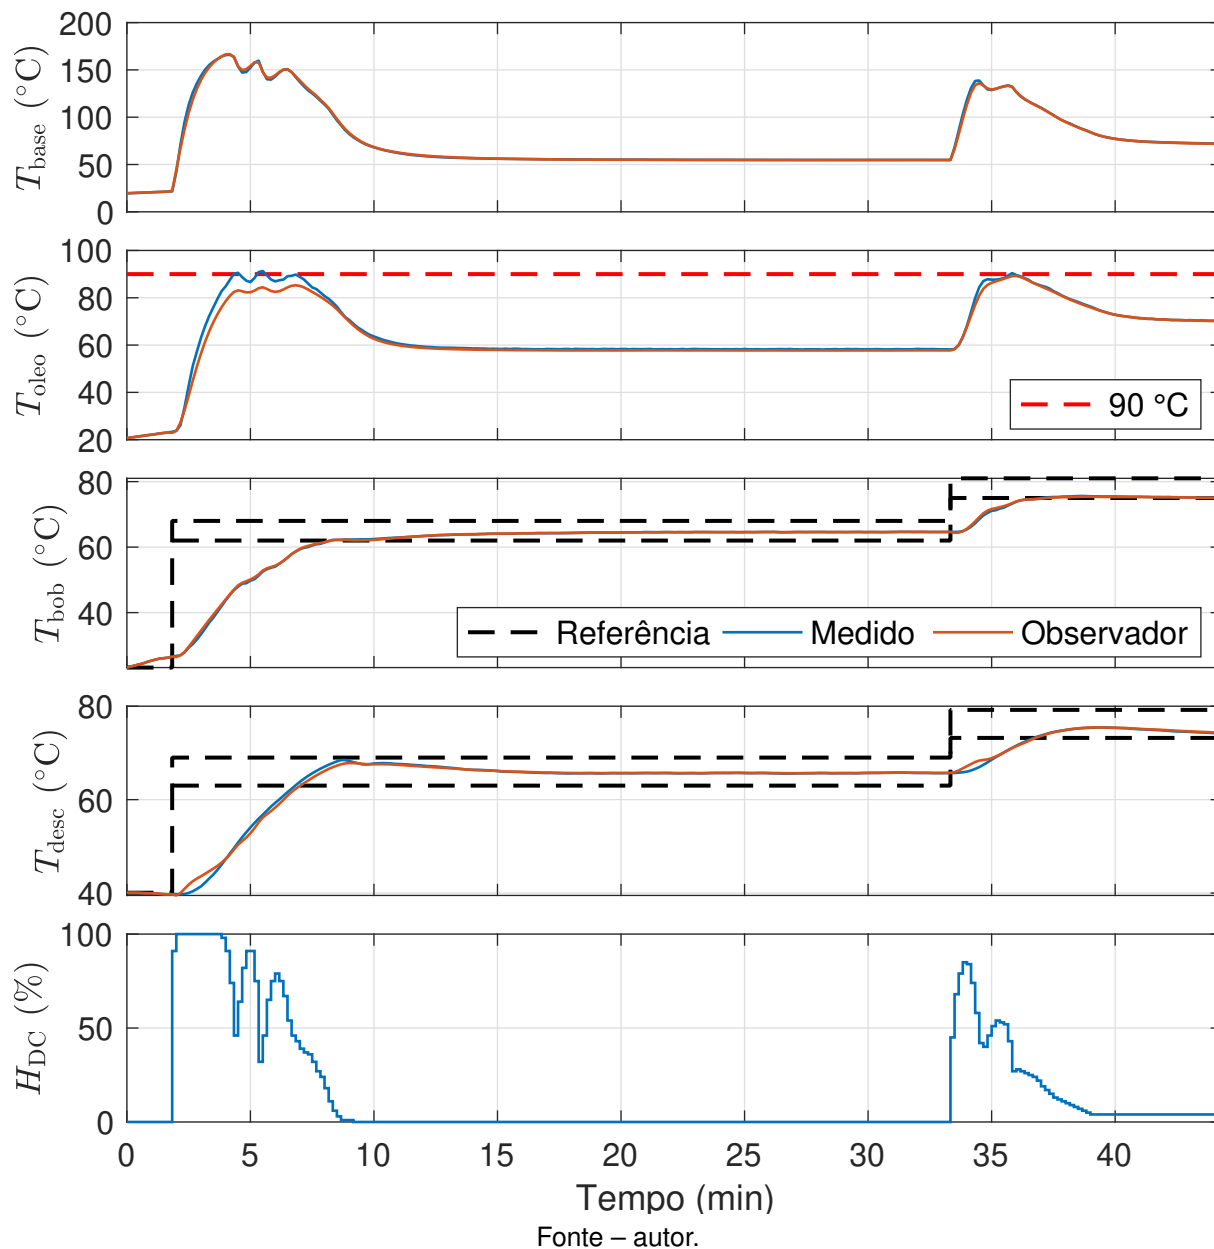 200
150
100
50
0
T_base (°C)
100
80
60
40
20
T_oleo (°C)
90 °C
80
60
40
T_bob (°C)
Referência Medido Observador
80
60
40
T_desc (°C)
100
50
0
H_DC (%)
0 5 10 15 20 25 30 35 40
Tempo (min)
Fonte – autor.